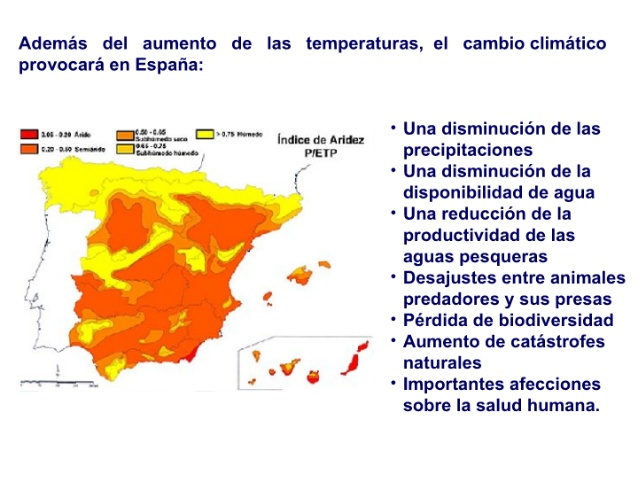 Además del aumento de las temperaturas, el cambio climático
provocará en España:
0.05 - 0.20 Árido
0.20 - 0.50 Semiárido
0.50 - 0.65
Subhúmedo seco
0.65 - 0.75
Subhúmedo húmedo
> 0.75 Húmedo
Índice de Aridez
P/ETP
• Una disminución de las
precipitaciones
• Una disminución de la
disponibilidad de agua
• Una reducción de la
productividad de las
aguas pesqueras
• Desajustes entre animales
predadores y sus presas
• Pérdida de biodiversidad
• Aumento de catástrofes
naturales
• Importantes afecciones
sobre la salud humana.